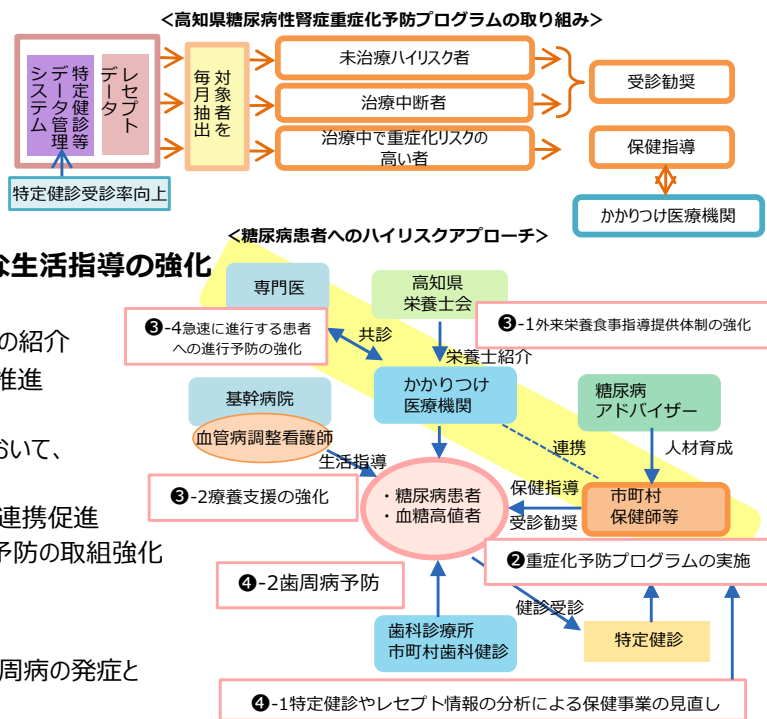 ＜高知県糖尿病性腎症重症化予防プログラムの取り組み＞
特定健診等
データ管理
システム
レセプト
データ
対象者を
毎月抽出
未治療ハイリスク者
治療中断者
治療中で重症化リスクの
高い者
受診勧奨
保健指導
かかりつけ医療機関
特定健診受診率向上
＜糖尿病患者へのハイリスクアプローチ＞
な生活指導の強化
の紹介
推進
おいて、
連携促進
予防の取組強化
周病の発症と
専門医
高知県
栄養士会
❸-4急速に進行する患者
への進行予防の強化
共診
❸-1外来栄養食事指導提供体制の強化
栄養士紹介
かかりつけ
医療機関
糖尿病
アドバイザー
基幹病院
血管病調整看護師
生活指導
連携
人材育成
❸-2療養支援の強化
・糖尿病患者
・血糖高値者
保健指導
受診勧奨
市町村
保健師等
❷重症化予防プログラムの実施
❹-2歯周病予防
健診受診
歯科診療所
市町村歯科健診
特定健診
❹-1特定健診やレセプト情報の分析による保健事業の見直し